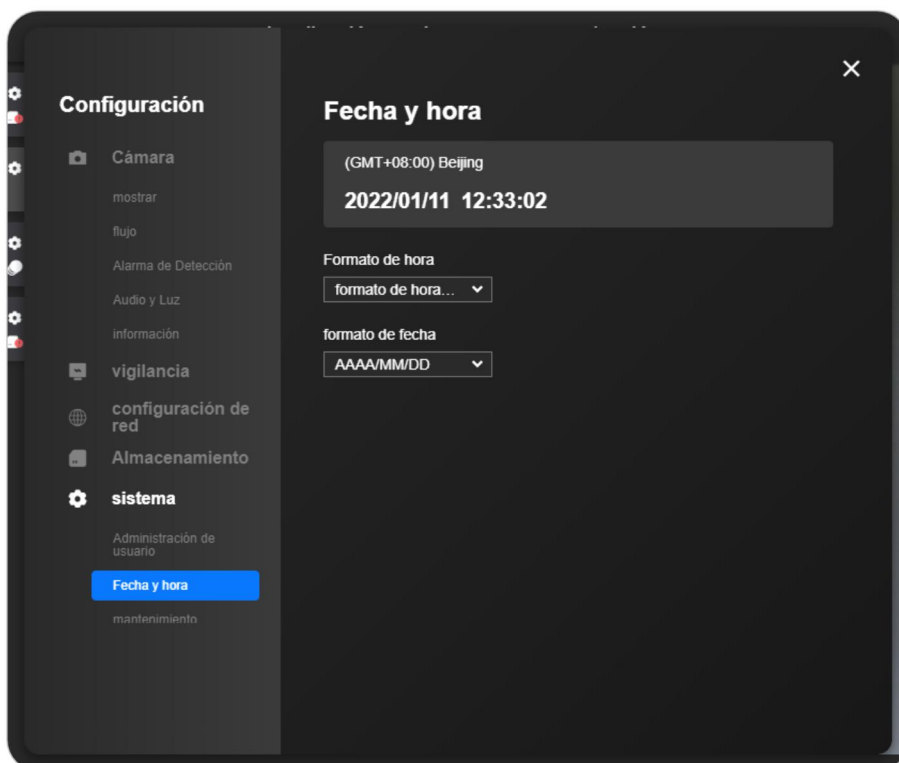 Configuración
Cámara
mostrar
flujo
Alarma de Detección
Audio y Luz
información
vigilancia
configuración de
red
Almacenamiento
sistema
Administración de
usuario
Fecha y hora
mantenimiento
Fecha y hora
(GMT+08:00) Beijing
2022/01/11 12:33:02
Formato de hora
formato de hora...
formato de fecha
AAAA/MM/DD